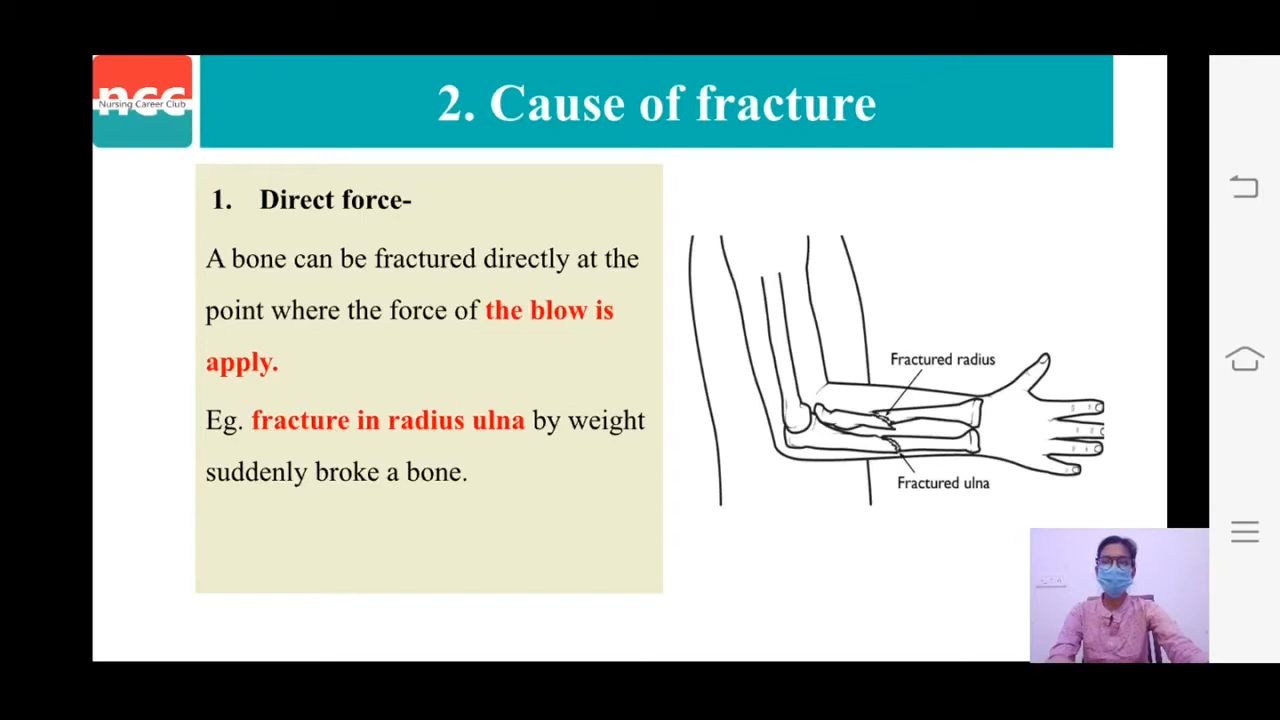 ncc
Nursing Career Club
2. Cause of fracture
1. Direct force-
A bone can be fractured directly at the
point where the force of the blow is
apply.
Eg. fracture in radius ulna by weight
suddenly broke a bone.
Fractured radius
Fractured ulna